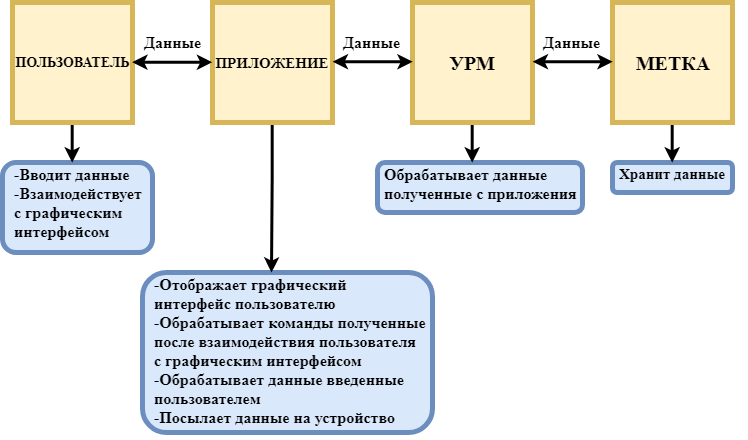 Данные
Данные
Данные
ПОЛЬЗОВАТЕЛЬ
ПРИЛОЖЕНИЕ
УРМ
МЕТКА
-Вводит данные
-Взаимодействует
с графическим
интерфейсом
Обрабатывает данные
полученные с приложения
Хранит данные
-Отображает графический
интерфейс пользователю
-Обрабатывает команды полученные
после взаимодействия пользователя
с графическим интерфейсом
-Обрабатывает данные введенные
пользователем
-Посылает данные на устройство